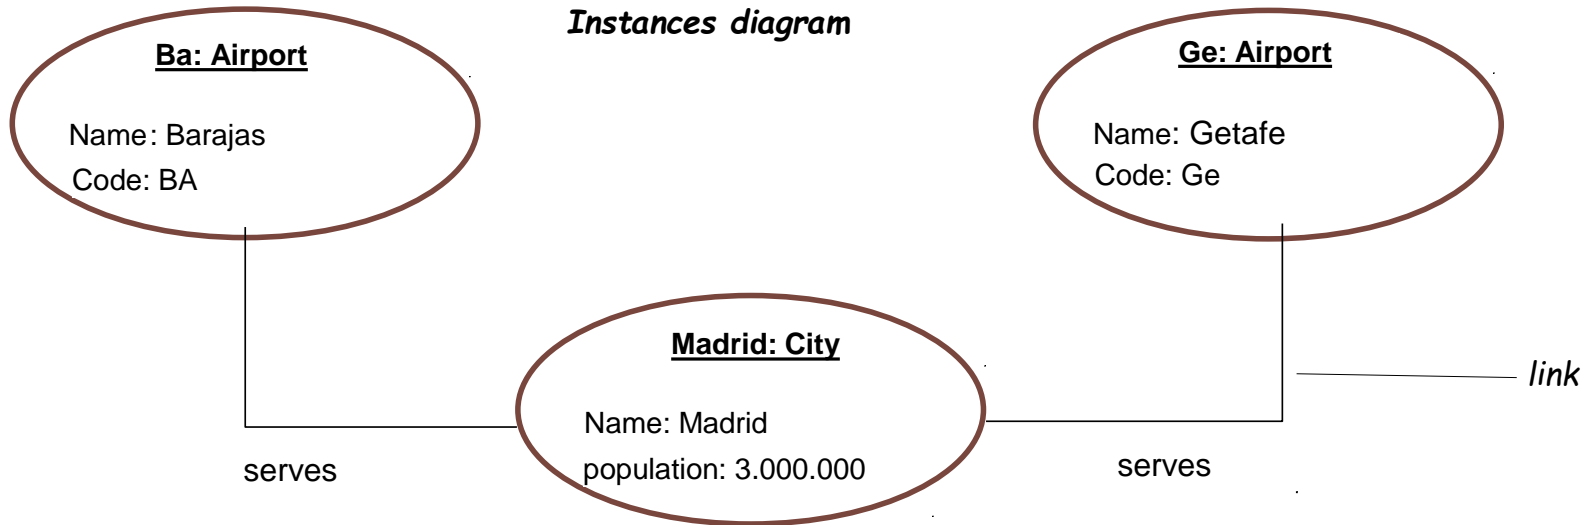 Instances diagram
Ba: Airport
Name: Barajas
Code: BA
Ge: Airport
Name: Getafe
Code: Ge
Madrid: City
Name: Madrid
population: 3.000.000
serves
serves
link